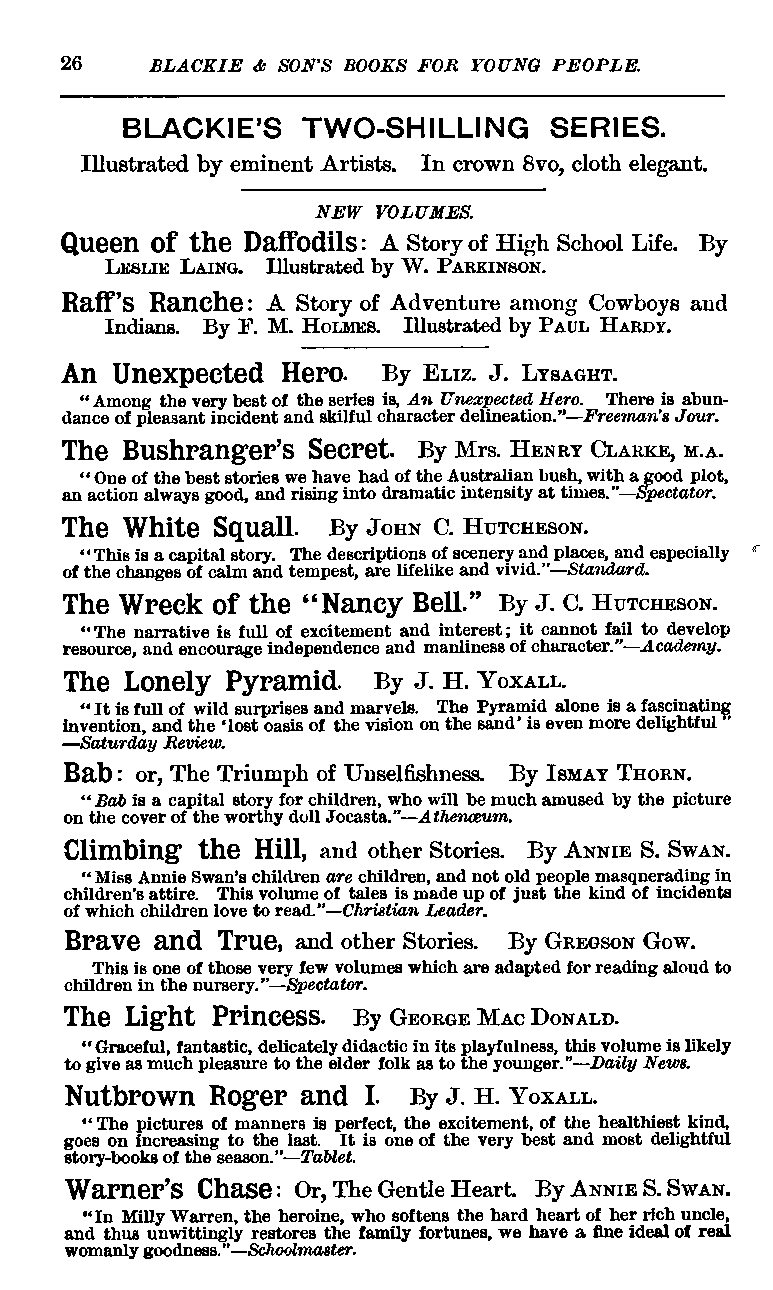 26 BLACKIE & SON'S BOOKS FOR YOUNG PEOPLE.
BLACKIE'S TWO-SHILLING SERIES.
Illustrated by eminent Artists. In crown 8vo, cloth elegant.
NEW VOLUMES.
Queen of the Daffodils: A Story of High School Life. By
LESLIE LAING. Illustrated by W. PARKINSON.
Raff's Ranche: A Story of Adventure among Cowboys and
Indians. By F. M. HOLMES. Illustrated by PAUL HARDY.
An Unexpected Hero. By ELIZ. J. LYSAGHT.
"Among the very best of the series is, An Unexpected Hero. There is abun-
dance of pleasant incident and skilful character delineation."—Freeman's Jour.
The Bushranger's Secret. By Mrs. HENRY CLARKE, M.A.
"One of the best stories we have had of the Australian bush, with a good plot,
an action always good, and rising into dramatic intensity at times."—Spectator.
The White Squall. By JOHN C. HUTCHESON.
"This is a capital story. The descriptions of scenery and places, and especially
of the changes of calm and tempest, are lifelike and vivid."—Standard.
The Wreck of the "Nancy Bell." By J. C. HUTCHESON.
"The narrative is full of excitement and interest; it cannot fail to develop
resource, and encourage independence and manliness of character."—Academy.
The Lonely Pyramid. By J. H. YOXALL.
"It is full of wild surprises and marvels. The Pyramid alone is a fascinating
invention, and the 'lost oasis of the vision on the sand' is even more delightful"
—Saturday Review.
Bab: or, The Triumph of Unselfishness. By ISMAY THORN.
"Bab is a capital story for children, who will be much amused by the picture
on the cover of the worthy doll Jocasta."—Athenæum.
Climbing the Hill, and other Stories. By ANNIE S. SWAN.
"Miss Annie Swan's children are children, and not old people masqnerading in
children's attire. This volume of tales is made up of just the kind of incidents
of which children love to read."—Christian Leader.
Brave and True, and other Stories. By GREGSON GOW.
This is one of those very few volumes which are adapted for reading aloud to
children in the nursery."—Spectator.
The Light Princess. By GEORGE MAC DONALD.
"Graceful, fantastic, delicately didactic in its playfulness, this volume is likely
to give as much pleasure to the elder folk as to the younger."—Daily News.
Nutbrown Roger and I. By J. H. YOXALL.
"The pictures of manners is perfect, the excitement, of the healthiest kind,
goes on increasing to the last. It is one of the very best and most delightful
story-books of the season."—Tablet.
Warner's Chase: Or, The Gentle Heart. By ANNIE S. SWAN.
"In Milly Warren, the heroine, who softens the hard heart of her rich uncle,
and thus unwittingly restores the family fortunes, we have a fine ideal of real
womanly goodness."—Schoolmaster.